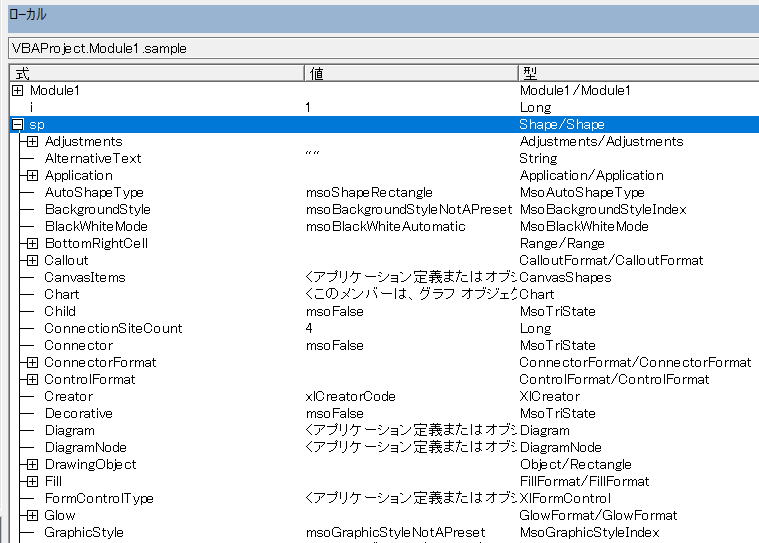 ローカル
VBAProject.Module1.sample
式 値 型
Module1 Module1/Module1
i 1 Long
sp Shape/Shape
Adjustments Adjustments/Adjustments
AlternativeText "" String
Application Application/Application
AutoShapeType msoShapeRectangle MsoAutoShapeType
BackgroundStyle msoBackgroundStyleNotAPreset MsoBackgroundStyleIndex
BlackWhiteMode msoBlackWhiteAutomatic MsoBlackWhiteMode
BottomRightCell Range/Range
Callout CalloutFormat/CalloutFormat
CanvasItems <アプリケーション定義またはオブジ CanvasShapes
Chart <このメンバーは、グラフ オブジェク Chart
Child msoFalse MsoTriState
ConnectionSiteCount 4 Long
Connector msoFalse MsoTriState
ConnectorFormat ConnectorFormat/ConnectorFormat
ControlFormat ControlFormat/ControlFormat
Creator xlCreatorCode XlCreator
Decorative msoFalse MsoTriState
Diagram <アプリケーション定義またはオブジ Diagram
DiagramNode <アプリケーション定義またはオブジ DiagramNode
DrawingObject Object/Rectangle
Fill FillFormat/FillFormat
FormControlType <アプリケーション定義またはオブジ XlFormControl
Glow GlowFormat/GlowFormat
GraphicStyle msoGraphicStyleNotAPreset MsoGraphicStyleIndex